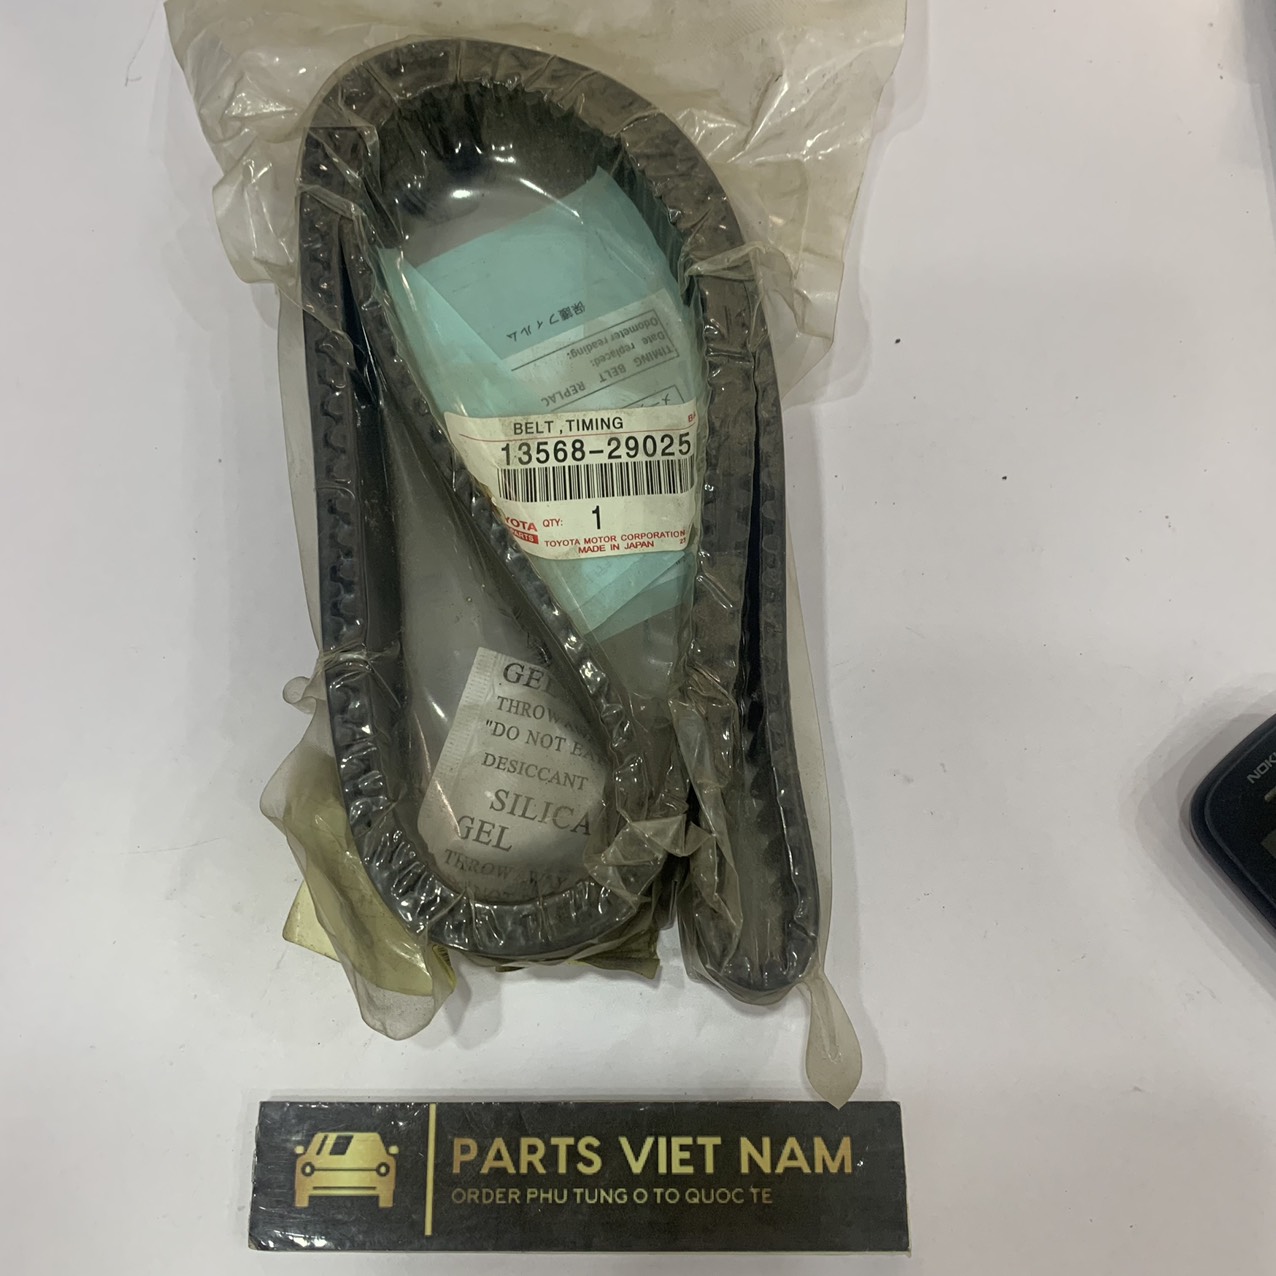 保護フィルム
Odometer reading:
Date replaced:
TIMING BELT REPLAC
BELT, TIMING
13568-29025
QTY: 1
TOYOTA MOTOR CORPORATION
MADE IN JAPAN
GEL
THROW
"DO NOT EA
DESICCANT
SILICA
GEL
THROW AWAY
PARTS VIET NAM
ORDER PHU TUNG O TO QUOC TE